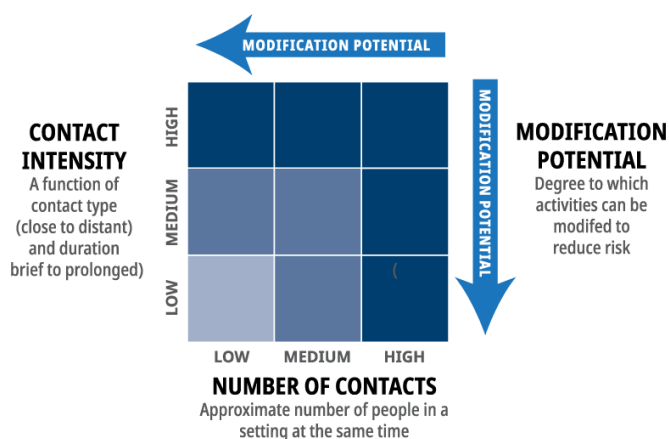 MODIFICATION POTENTIAL
CONTACT
INTENSITY
A function of
contact type
(close to distant)
and duration
brief to prolonged)
HIGH
MEDIUM
LOW
(
MODIFICATION POTENTIAL
MODIFICATION
POTENTIAL
Degree to which
activities can be
modifed to
reduce risk
LOW
MEDIUM
HIGH
NUMBER OF CONTACTS
Approximate number of people in a
setting at the same time